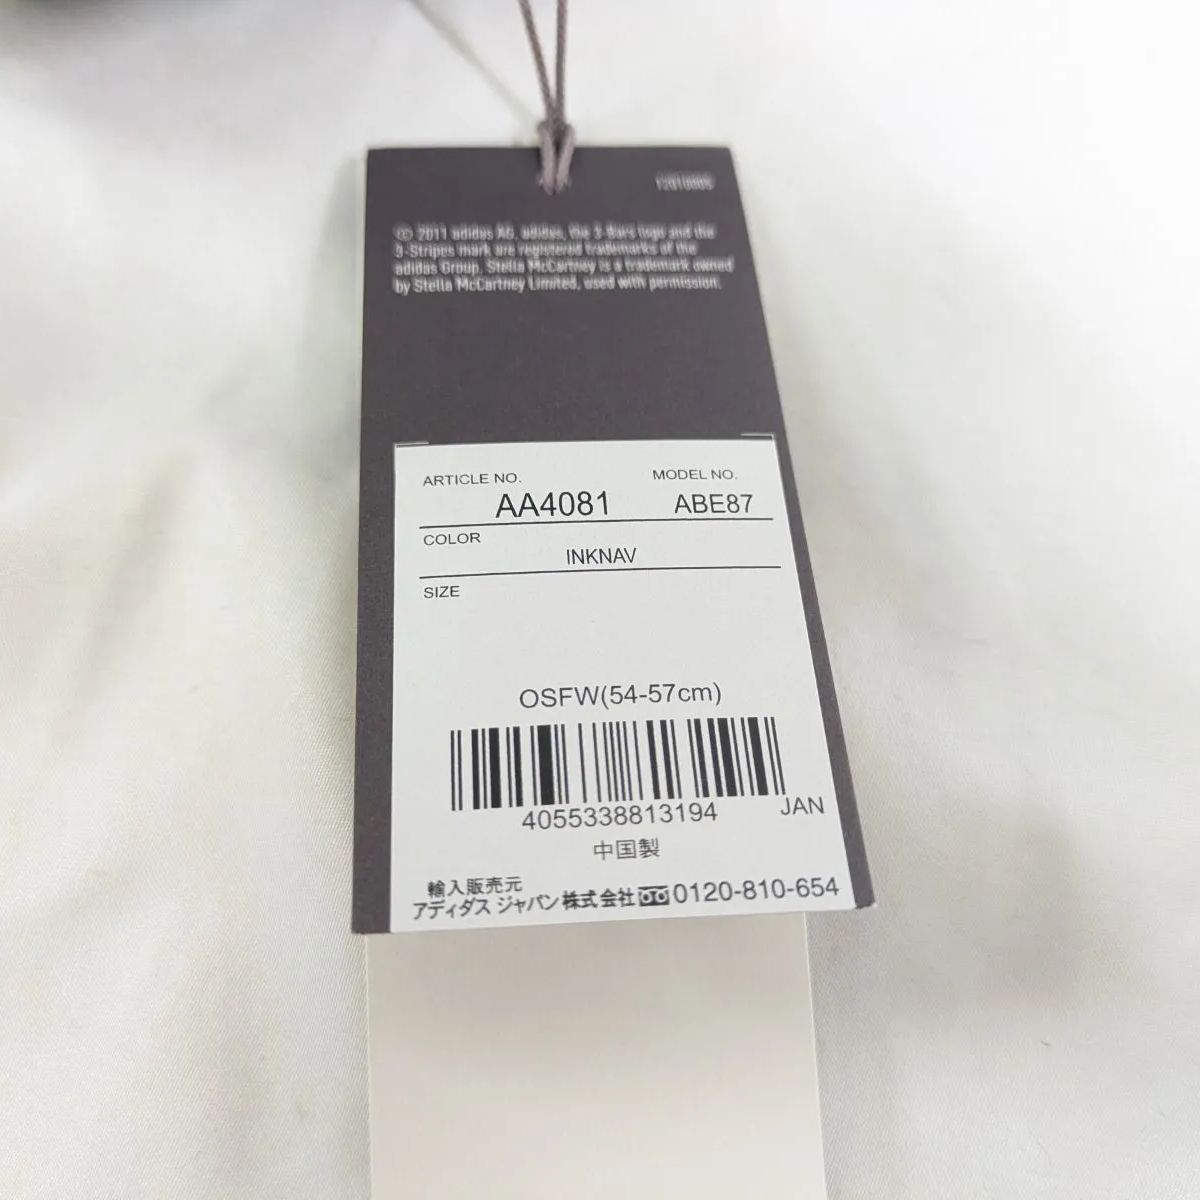 12010806
© 2011 adidas AG. adidas, the 3-Bars logo and the
3-Stripes mark are registered trademarks of the
adidas Group. Stella McCartney is a trademark owned
by Stella McCartney Limited, used with permission.
ARTICLE NO. MODEL NO.
AA4081 ABE87
COLOR
INKNAV
SIZE
OSFW(54-57cm)
4055338813194 JAN
中国製
輸入販売元
アディダス ジャパン株式会社 0120-810-654